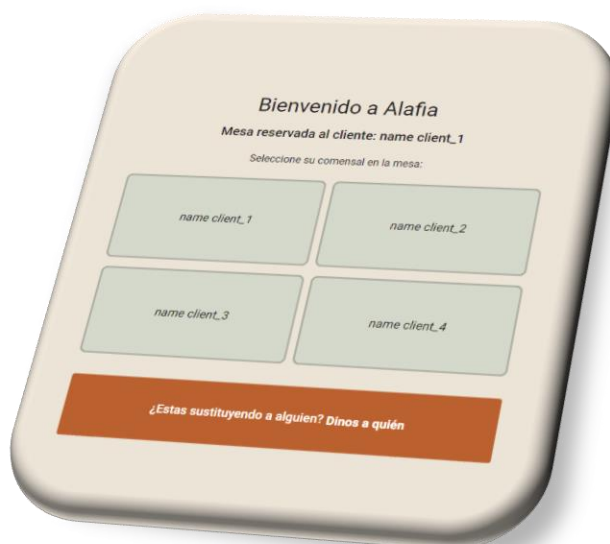 Bienvenido a Alafia
Mesa reservada al cliente: name client_1
Seleccione su comensal en la mesa:
name client_1
name client_2
name client_3
name client_4
¿Estas sustituyendo a alguien? Dinos a quién